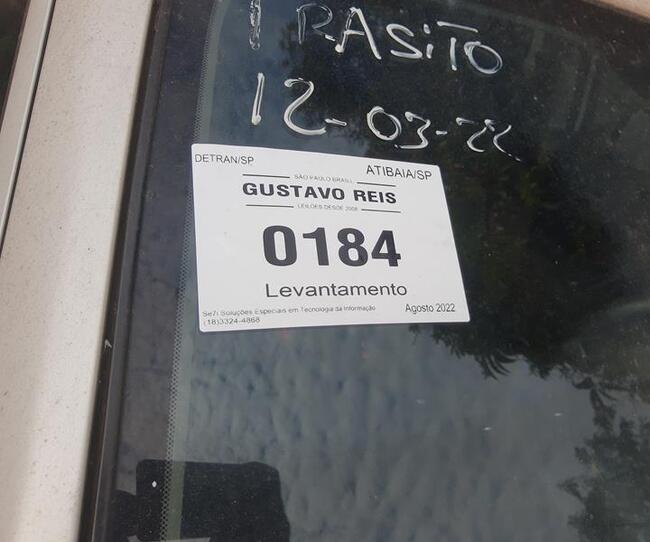 TRASiTO
12-03-22
DETRAN/SP
ATIBAIA/SP
SÃO PAULO BRASIL
GUSTAVO REIS
LEILÕES DESDE 2008
0184
Levantamento
Se7i Soluções Especiais em Tecnologia da Informação
(18)3324-4868
Agosto 2022